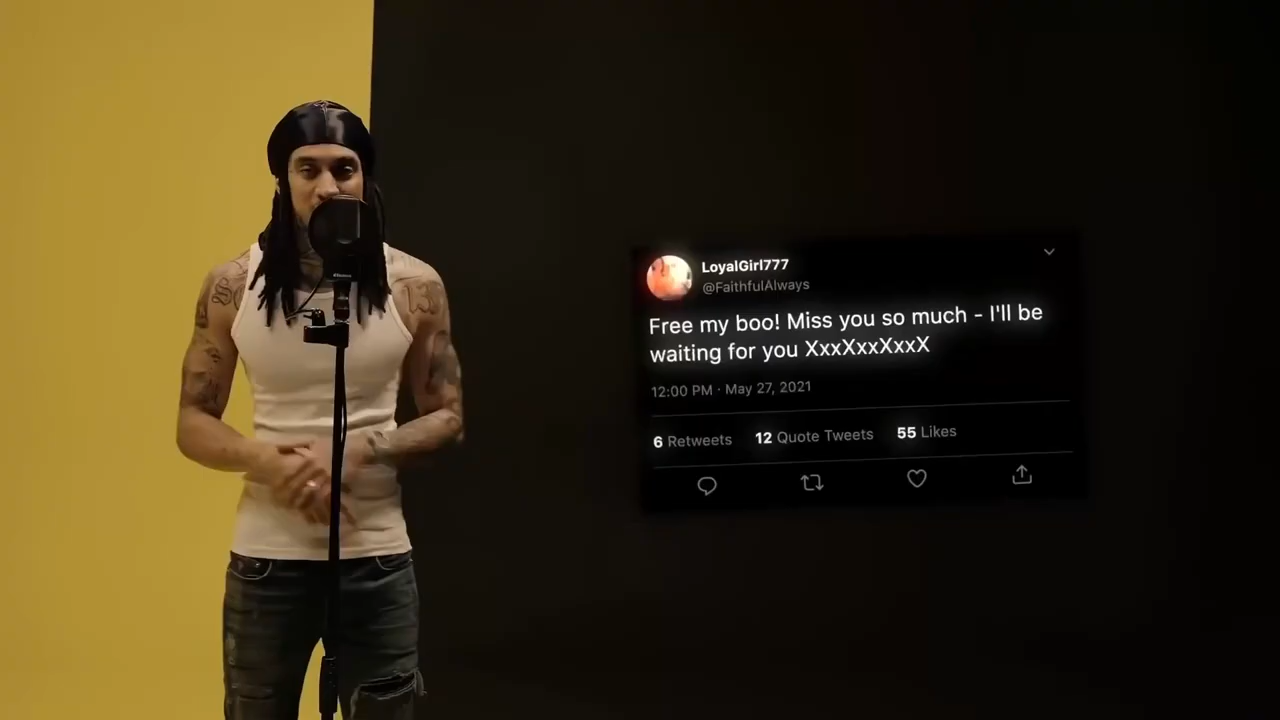 LoyalGirl777
@FaithfulAlways
Free my boo! Miss you so much - I'll be
waiting for you XxxXxxXxxX
12:00 PM · May 27, 2021
6 Retweets 12 Quote Tweets 55 Likes
13